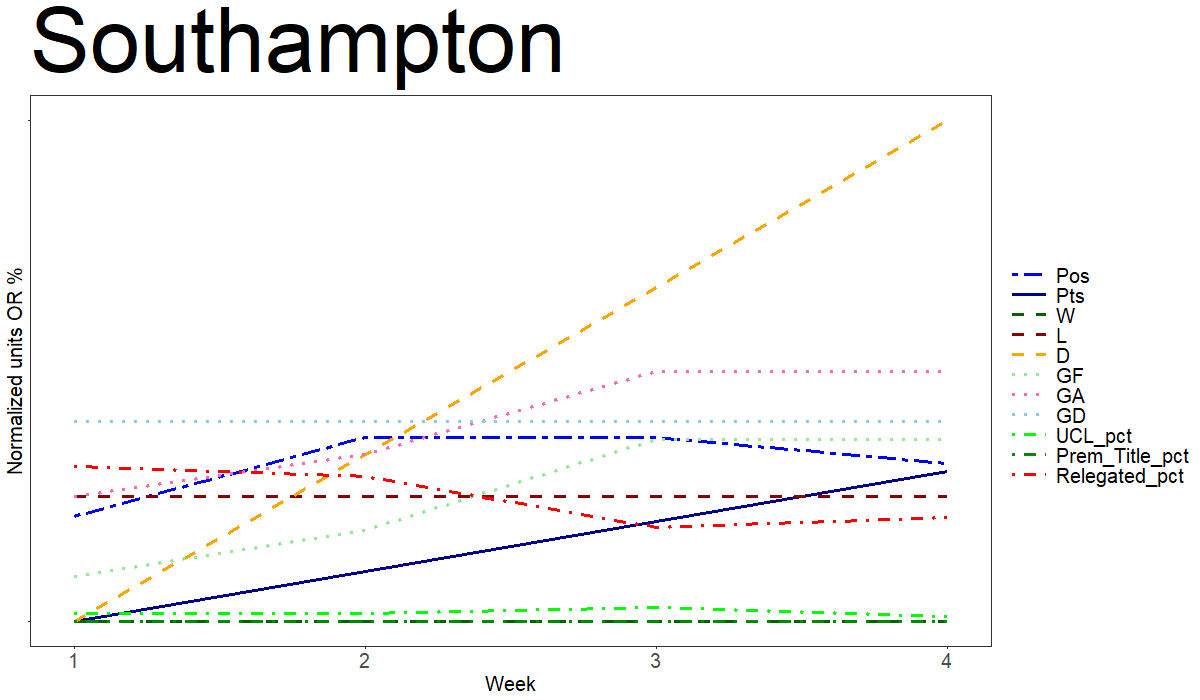 Southampton
Normalized units OR %
1 2 3 4
Week
Pos
Pts
W
L
D
GF
GA
GD
UCL_pct
Prem_Title_pct
Relegated_pct